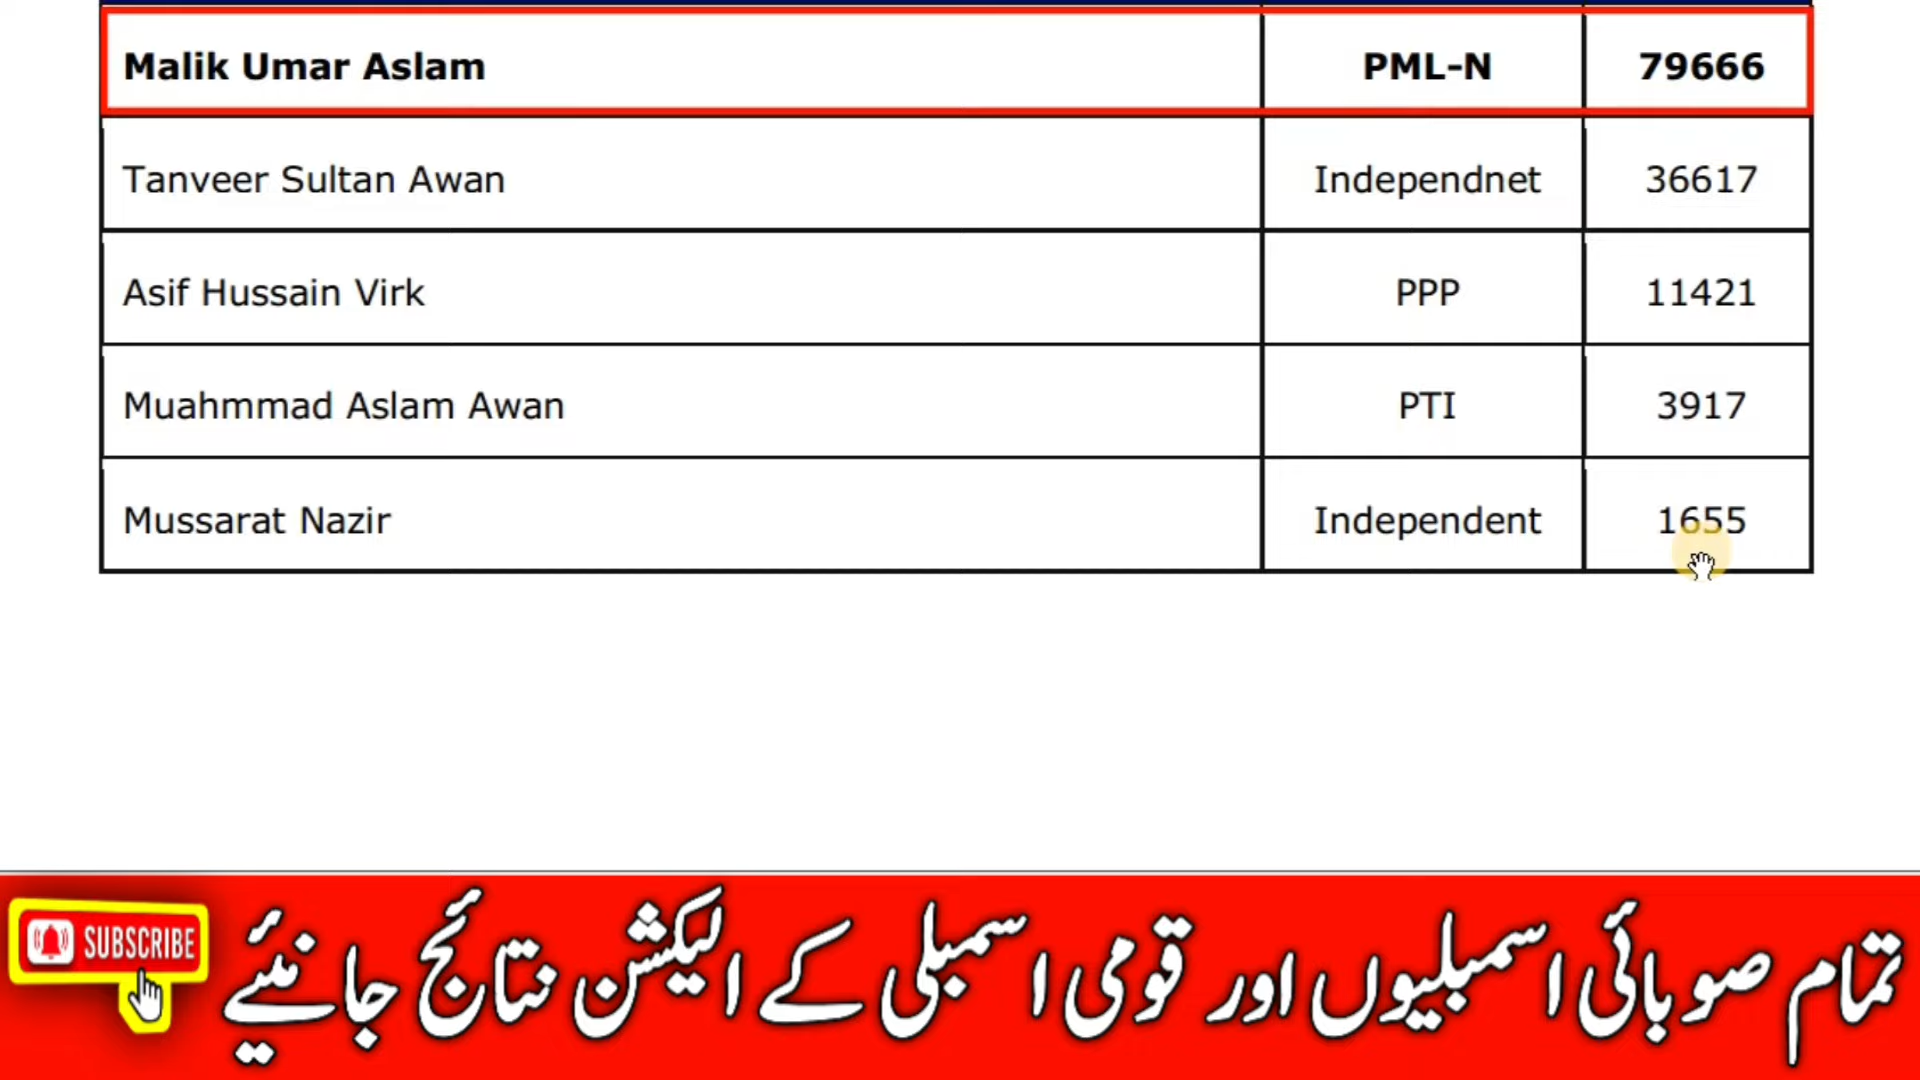 Malik Umar Aslam PML-N 79666
Tanveer Sultan Awan Independnet 36617
Asif Hussain Virk PPP 11421
Muahmmad Aslam Awan PTI 3917
Mussarat Nazir Independent 1655
SUBSCRIBE
تمام صوبائی اسمبلیوں اور قومی اسمبلی کے الیکشن نتائج جانئیے